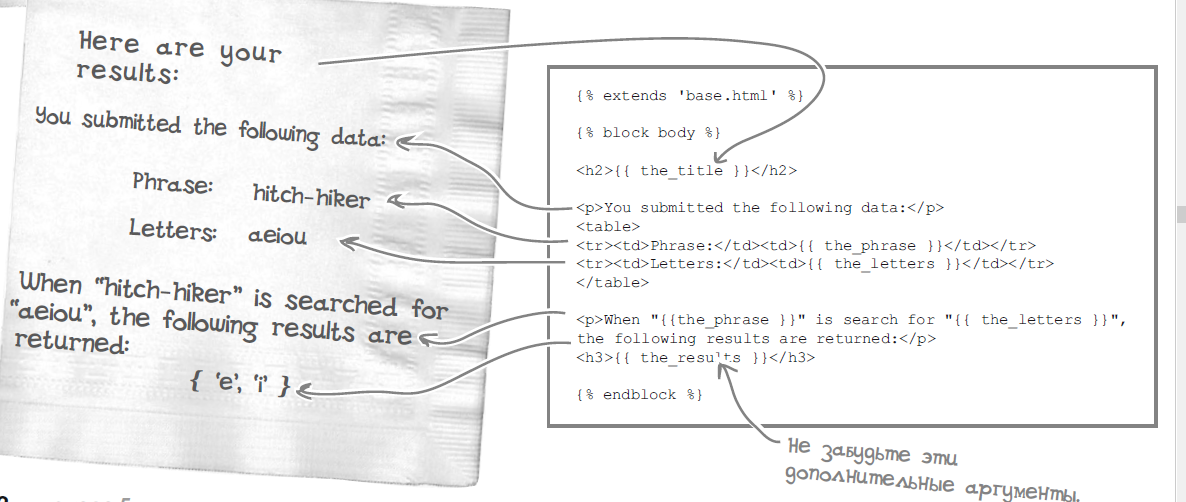 Here are your
results:
You submitted the following data:
Phrase: hitch-hiker
Letters: aeiou
When "hitch-hiker" is searched for
"aeiou", the following results are
returned:
{ 'e', 'i' }
{% extends 'base.html' %}
{% block body %}
<h2>{{ the_title }}</h2>
<p>You submitted the following data:</p>
<table>
<tr><td>Phrase:</td><td>{{ the_phrase }}</td></tr>
<tr><td>Letters:</td><td>{{ the_letters }}</td></tr>
</table>
<p>When "{{the_phrase }}" is search for "{{ the_letters }}",
the following results are returned:</p>
<h3>{{ the_results }}</h3>
{% endblock %}
Не забудьте эти
дополнительные аргументы.